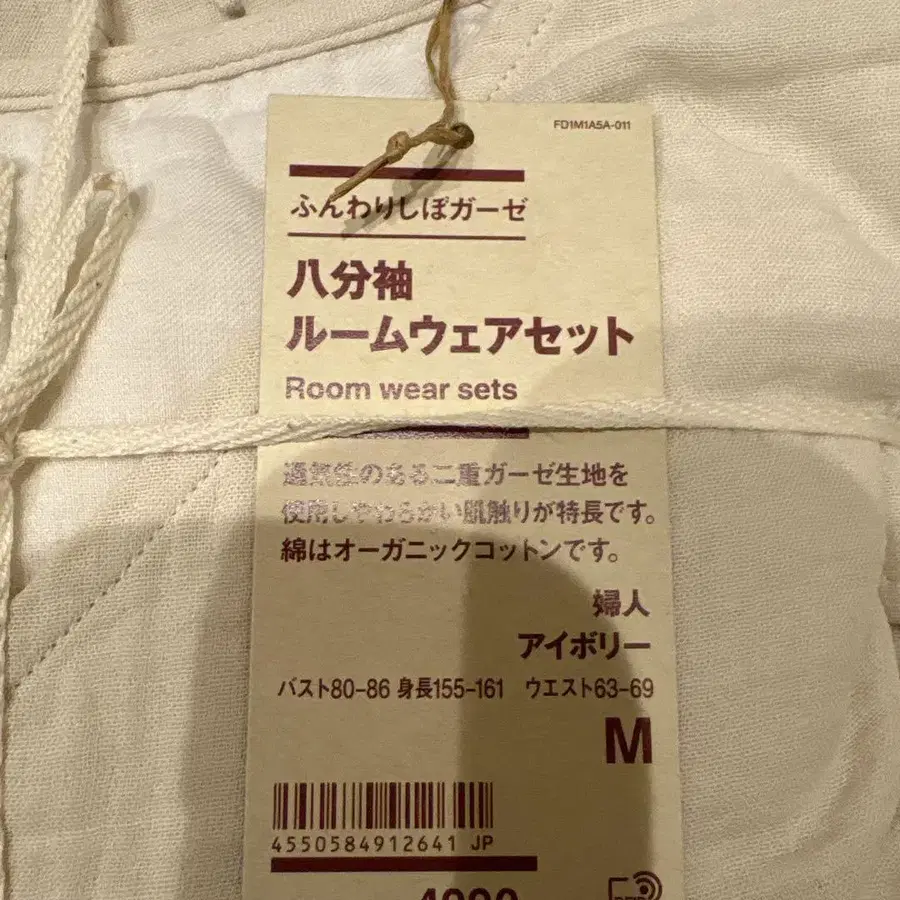 FD1M1A5A-011
ふんわりしぼガーゼ
八分袖
ルームウェアセット
Room wear sets
通気性のある二重ガーゼ生地を
使用しやわらかい肌触りが特長です。
綿はオーガニックコットンです。
婦人
アイボリー
バスト80-86 身長155-161 ウエスト63-69
M
4550584912641 JP